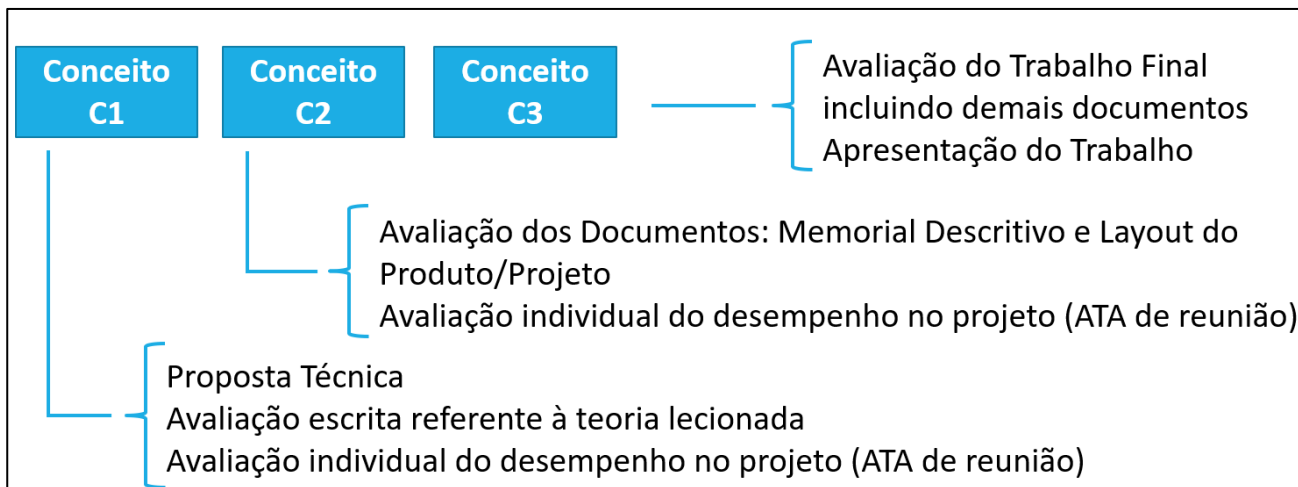 Conceito
C1
Conceito
C2
Conceito
C3
Avaliação do Trabalho Final
incluindo demais documentos
Apresentação do Trabalho
Avaliação dos Documentos: Memorial Descritivo e Layout do
Produto/Projeto
Avaliação individual do desempenho no projeto (ATA de reunião)
Proposta Técnica
Avaliação escrita referente à teoria lecionada
Avaliação individual do desempenho no projeto (ATA de reunião)